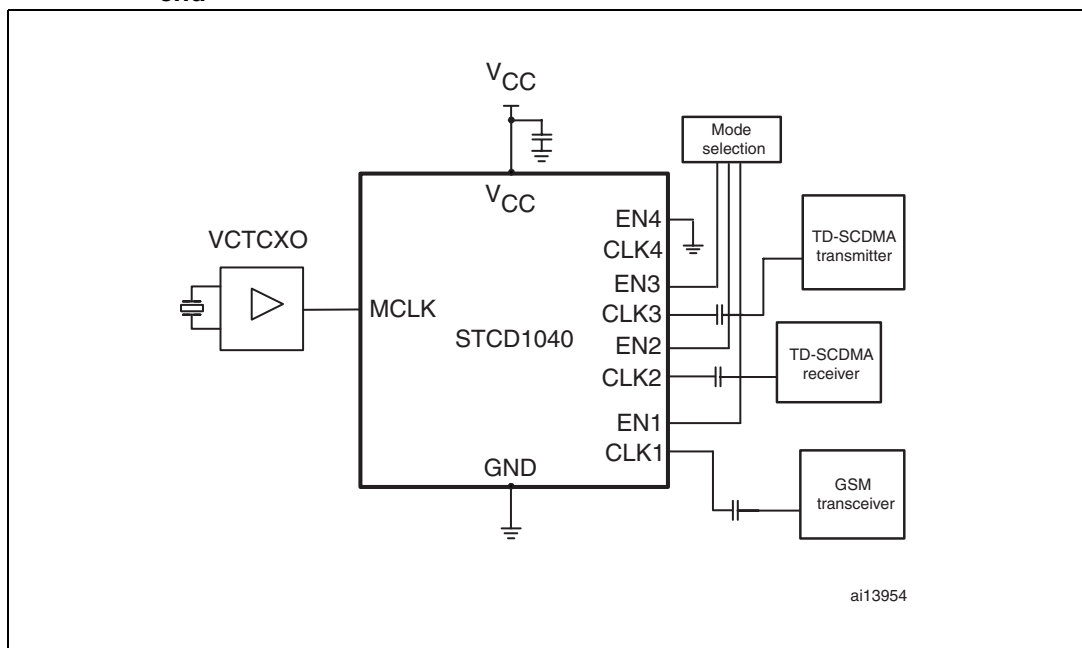 VCC
Mode
selection
VCC
EN4
CLK4
TD-SCDMA
transmitter
VCTCXO
EN3
MCLK
CLK3
STCD1040
EN2
TD-SCDMA
receiver
CLK2
EN1
CLK1
GND
GSM
transceiver
ai13954